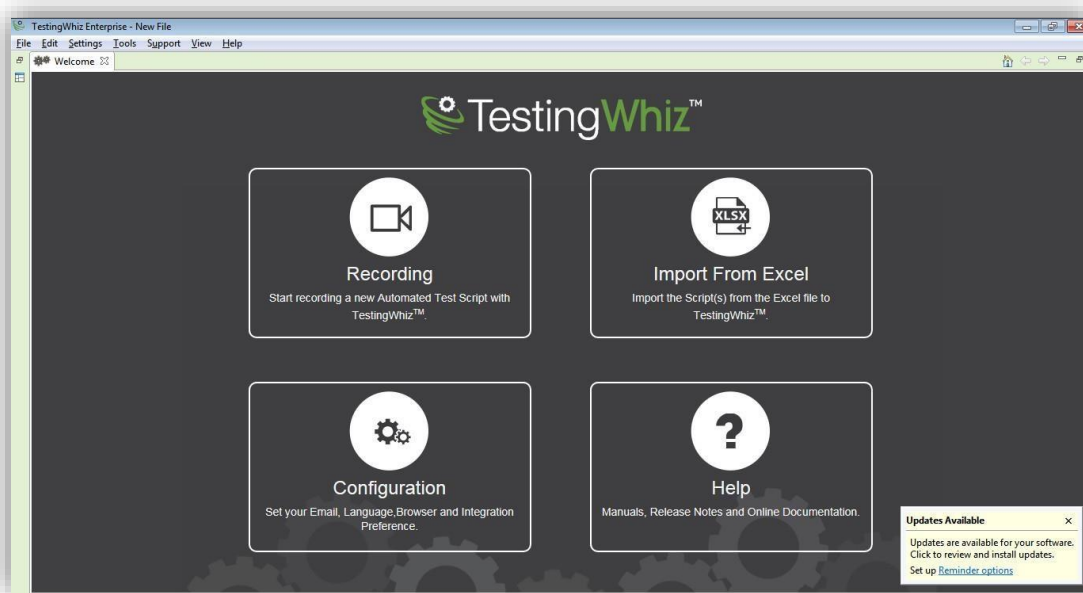 TestingWhiz Enterprise - New File
File Edit Settings Tools Support View Help
Welcome
TestingWhiz™
Recording
Start recording a new Automated Test Script with
TestingWhiz™.
XLSX
Import From Excel
Import the Script(s) from the Excel file to
TestingWhiz™.
Configuration
Set your Email, Language,Browser and Integration
Preference.
?
Help
Manuals, Release Notes and Online Documentation.
Updates Available
Updates are available for your software.
Click to review and install updates.
Set up Reminder options